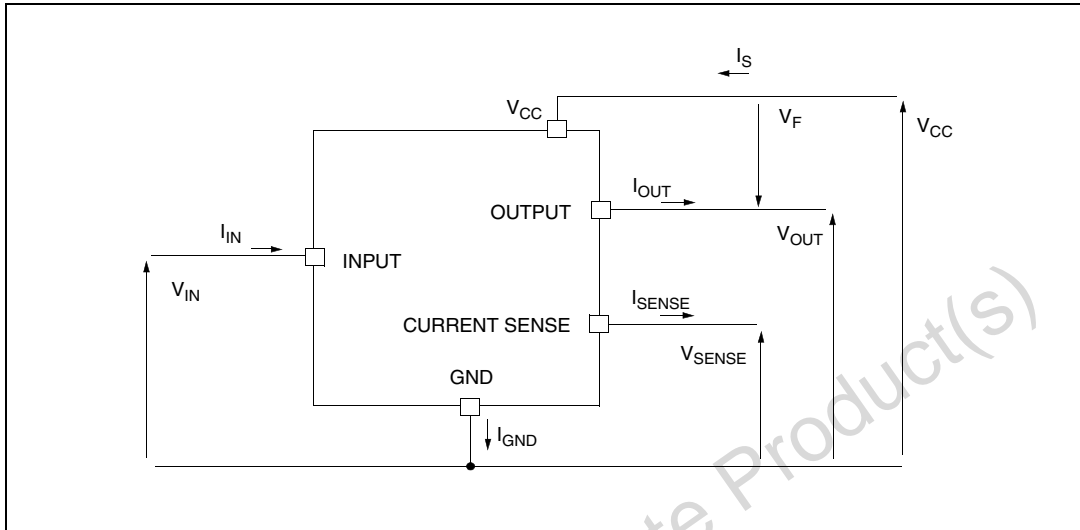 I_S
V_CC
V_F
V_CC
I_OUT
OUTPUT
V_OUT
I_IN
INPUT
V_IN
I_SENSE
CURRENT SENSE
V_SENSE
GND
I_GND
te Product(s)